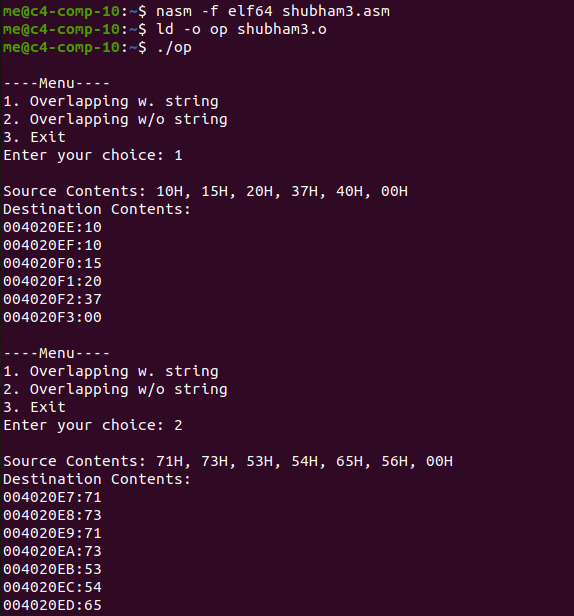 me@c4-comp-10:~$ nasm -f elf64 shubham3.asm
me@c4-comp-10:~$ ld -o op shubham3.o
me@c4-comp-10:~$ ./op
----Menu----
1. Overlapping w. string
2. Overlapping w/o string
3. Exit
Enter your choice: 1
Source Contents: 10H, 15H, 20H, 37H, 40H, 00H
Destination Contents:
004020EE:10
004020EF:10
004020F0:15
004020F1:20
004020F2:37
004020F3:00
----Menu----
1. Overlapping w. string
2. Overlapping w/o string
3. Exit
Enter your choice: 2
Source Contents: 71H, 73H, 53H, 54H, 65H, 56H, 00H
Destination Contents:
004020E7:71
004020E8:73
004020E9:71
004020EA:73
004020EB:53
004020EC:54
004020ED:65